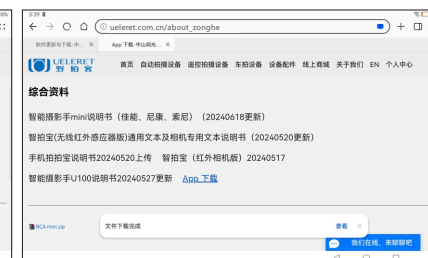 3:39
ueleret.com.cn/about_zonghe
软件更新与下载-中... × App 下载-中山阅光... ×
UELERET 野拍客 首页 自动拍摄设备 遥控拍摄设备 车拍设备 设备配件 线上商城 关于我们 EN 个人中心
综合资料
智能摄影手mini说明书（佳能、尼康、索尼）（20240618更新）
智拍宝(无线红外感应器版)通用文本及相机专用文本说明书（20240520更新）
手机拍拍宝说明书20240520上传 智拍宝（红外相机版）20240517
智能摄影手U100说明书20240527更新 App 下载
RCA mini.zip
文件下载完成 查看 ×
我们在线，来聊聊吧